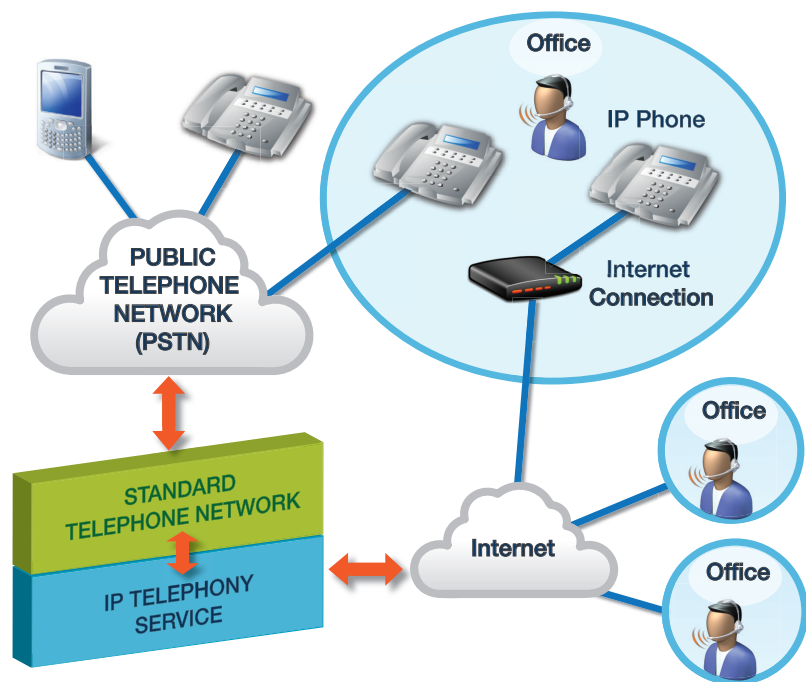 Office
IP Phone
PUBLIC
TELEPHONE
NETWORK
(PSTN)
Internet
Connection
Office
STANDARD
TELEPHONE NETWORK
Internet
IP TELEPHONY
SERVICE
Office